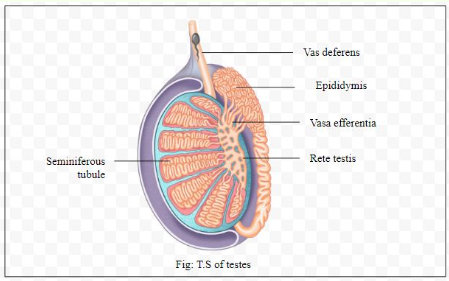 Vas deferens
Epididymis
Vasa efferentia
Rete testis
Seminiferous
tubule
Fig: T.S of testes